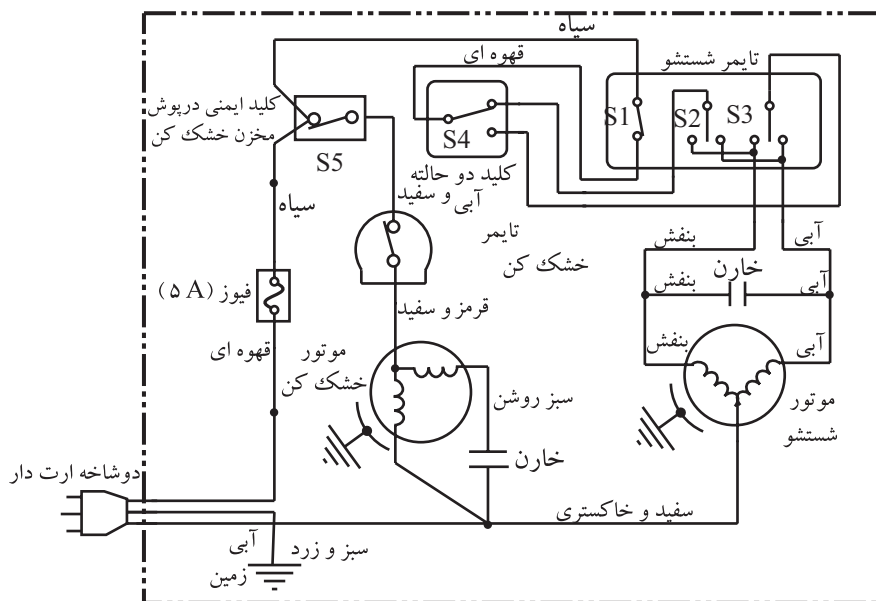 سیاه
تایمر شستشو
قهوه ای
کلید ایمنی درپوش
مخزن خشک کن
S5
S4
S1
S2
S3
کلید دو حالته
آبی و سفید
سیاه
تایمر
خشک کن
بنفش
آبی
خازن
بنفش
آبی
فیوز (۵ A)
قرمز و سفید
قهوه ای
موتور
خشک کن
بنفش
آبی
سبز روشن
موتور
شستشو
خازن
دوشاخه ارت دار
سفید و خاکستری
آبی
سبز و زرد
زمین